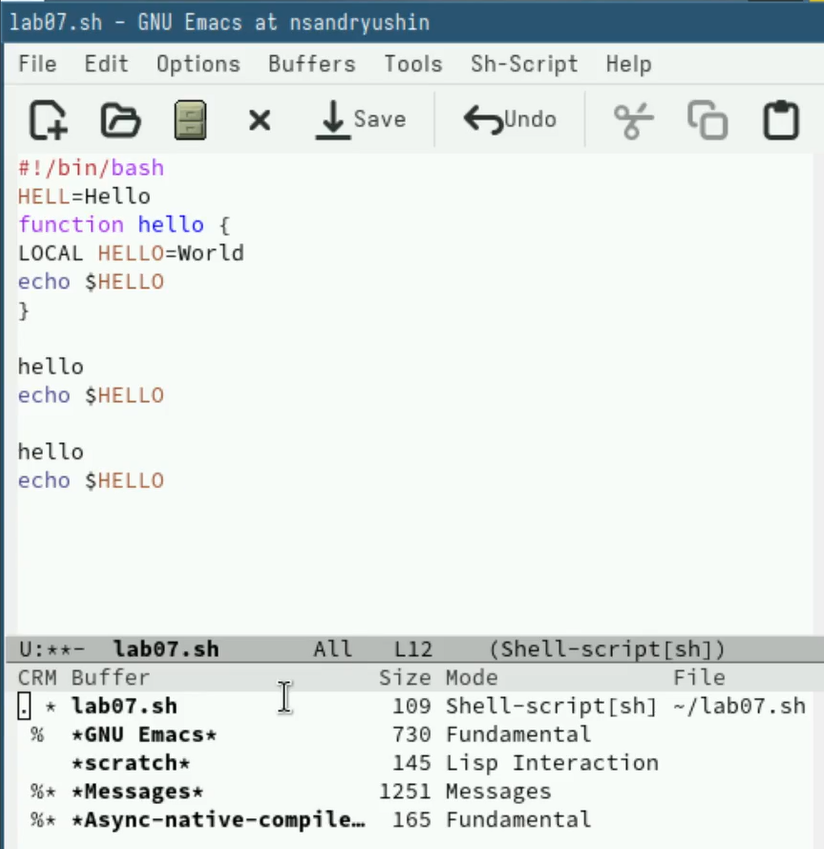 lab07.sh - GNU Emacs at nsandryushin
File Edit Options Buffers Tools Sh-Script Help
Save Undo
#!/bin/bash
HELL=Hello
function hello {
LOCAL HELLO=World
echo $HELLO
}
hello
echo $HELLO
hello
echo $HELLO
U:**- lab07.sh All L12 (Shell-script[sh])
CRM Buffer Size Mode File
. * lab07.sh 109 Shell-script[sh] ~/lab07.sh
% *GNU Emacs* 730 Fundamental
*scratch* 145 Lisp Interaction
%* *Messages* 1251 Messages
%* *Async-native-compile… 165 Fundamental